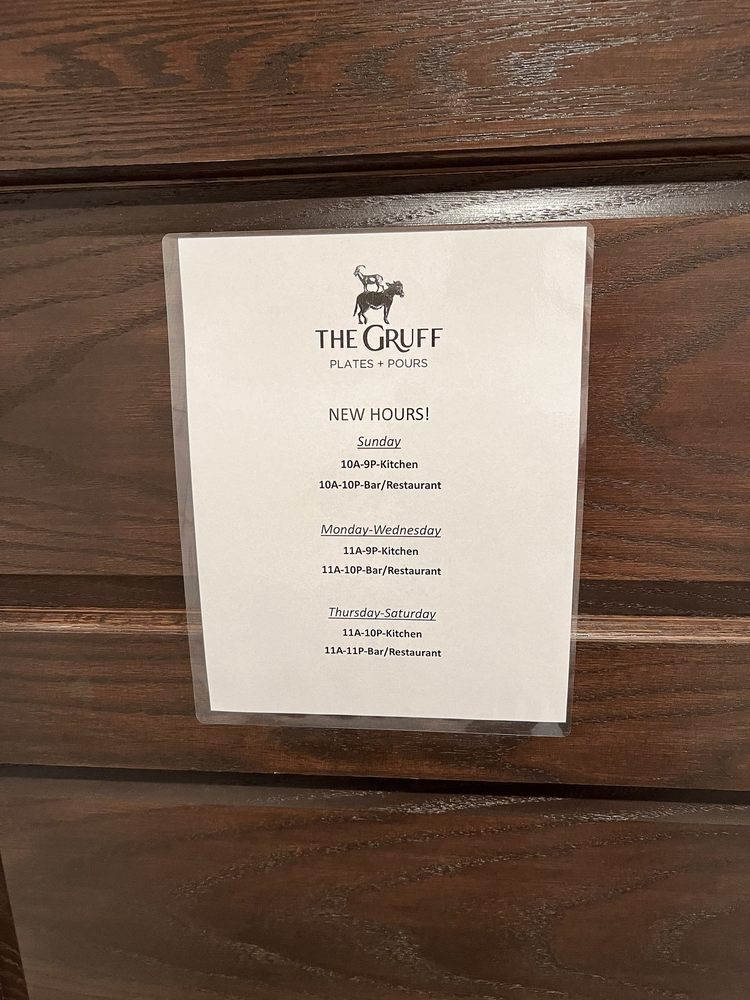 THE GRUFF
PLATES + POURS
NEW HOURS!
Sunday
10A-9P-Kitchen
10A-10P-Bar/Restaurant
Monday-Wednesday
11A-9P-Kitchen
11A-10P-Bar/Restaurant
Thursday-Saturday
11A-10P-Kitchen
11A-11P-Bar/Restaurant